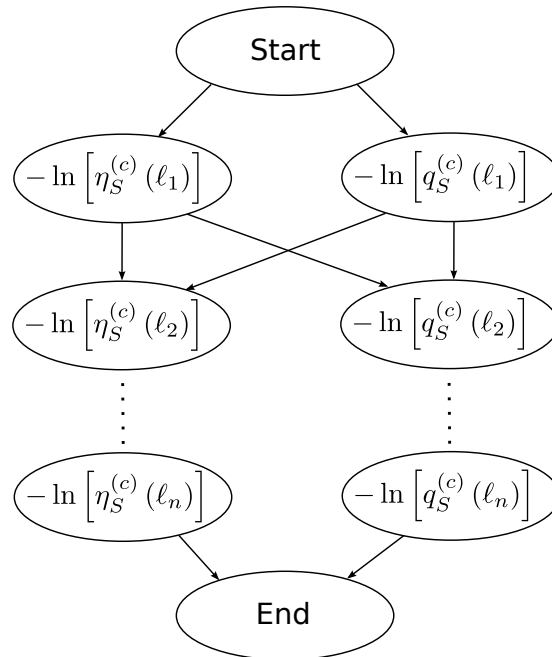 Start
− ln [η_S^{(c)} (ℓ_1)] − ln [q_S^{(c)} (ℓ_1)]
− ln [η_S^{(c)} (ℓ_2)] − ln [q_S^{(c)} (ℓ_2)]
− ln [η_S^{(c)} (ℓ_n)] − ln [q_S^{(c)} (ℓ_n)]
End